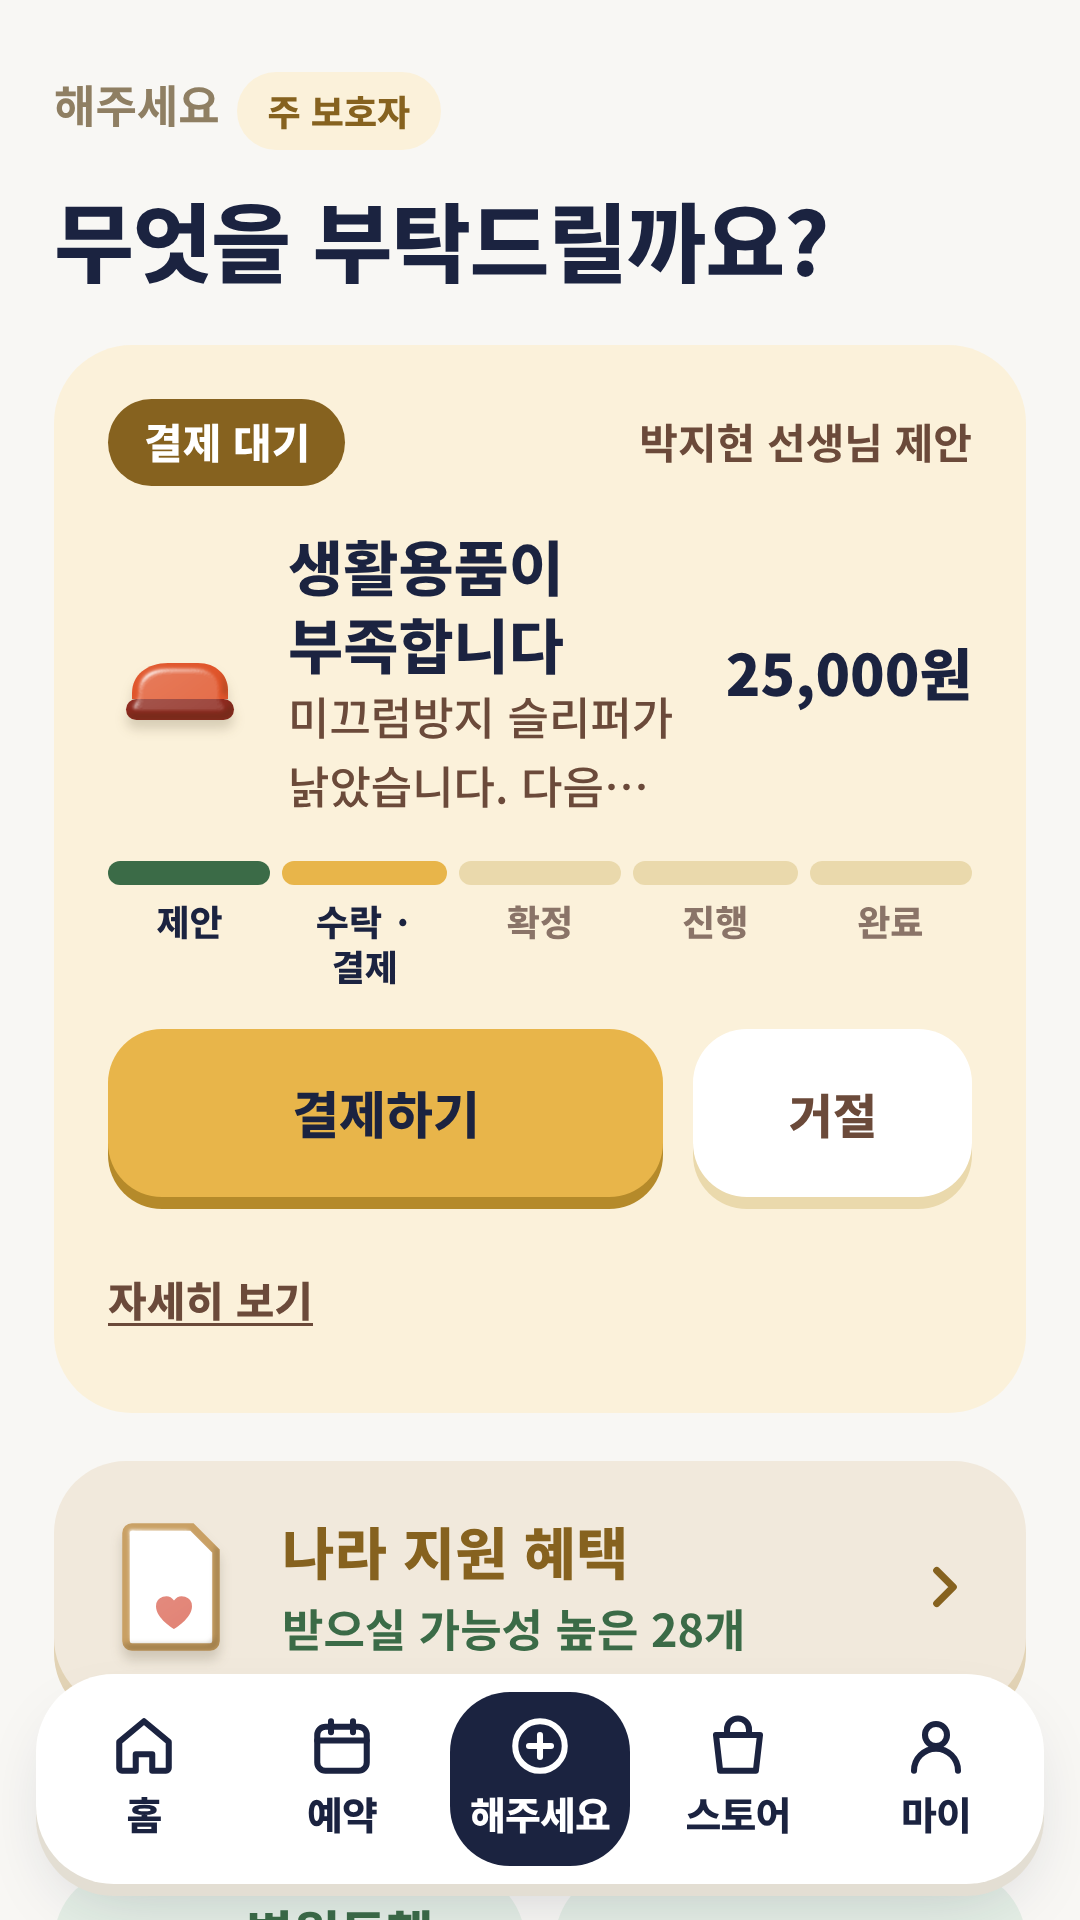 해주세요 주 보호자
무엇을 부탁드릴까요?
결제 대기
박지현 선생님 제안
생활용품이
부족합니다
25,000원
미끄럼방지 슬리퍼가
낡았습니다. 다음…
제안
수락 ·
결제
확정
진행
완료
결제하기
거절
자세히 보기
나라 지원 혜택
받으실 가능성 높은 28개
홈
예약
해주세요
스토어
마이